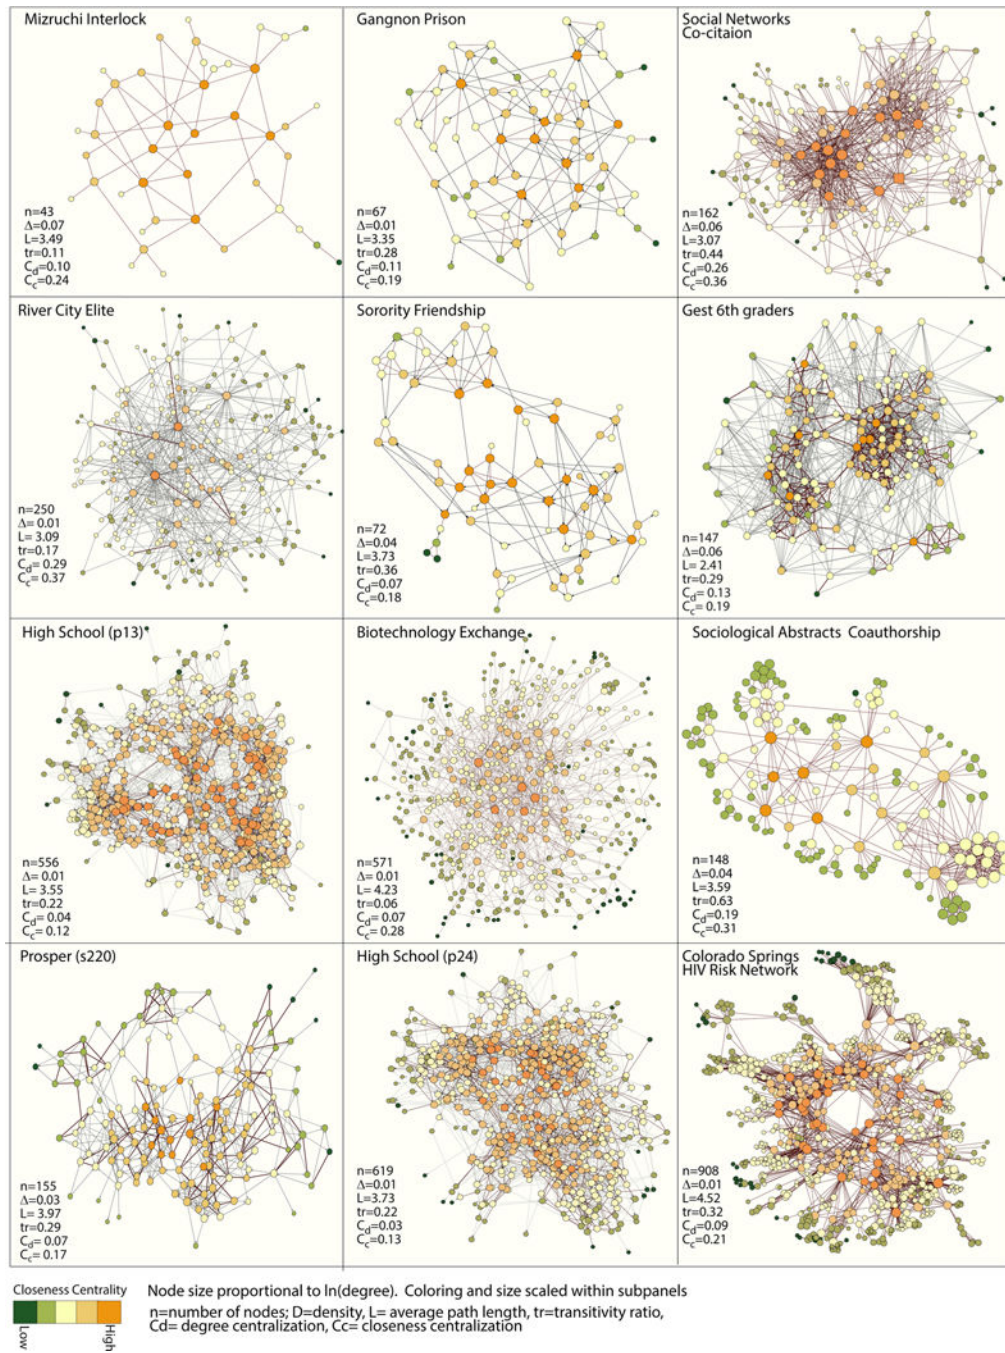 Mizruchi Interlock
n=43
Δ=0.07
L=3.49
tr=0.11
Cd=0.10
Cc=0.24
Gangnon Prison
n=67
Δ=0.01
L=3.35
tr=0.28
Cd=0.11
Cc=0.19
Social Networks
Co-citaion
n=162
Δ=0.06
L=3.07
tr=0.44
Cd=0.26
Cc=0.36
River City Elite
n=250
Δ= 0.01
L= 3.09
tr=0.17
Cd= 0.29
Cc= 0.37
Sorority Friendship
n=72
Δ=0.04
L=3.73
tr=0.36
Cd=0.07
Cc=0.18
Gest 6th graders
n=147
Δ=0.06
L= 2.41
tr=0.29
Cd= 0.13
Cc= 0.19
High School (p13)
n=556
Δ= 0.01
L= 3.55
tr=0.22
Cd= 0.04
Cc= 0.12
Biotechnology Exchange
n=571
Δ= 0.01
L= 4.23
tr=0.06
Cd= 0.07
Cc= 0.28
Sociological Abstracts Coauthorship
n=148
Δ=0.04
L=3.59
tr=0.63
Cd=0.19
Cc=0.31
Prosper (s220)
n=155
Δ=0.03
L= 3.97
tr=0.29
Cd= 0.07
Cc= 0.17
High School (p24)
n=619
Δ=0.01
L= 3.73
tr=0.22
Cd= 0.03
Cc=0.13
Colorado Springs
HIV Risk Network
n=908
Δ=0.01
L=4.52
tr=0.32
Cd=0.09
Cc=0.21
Closeness Centrality
Low
High
Node size proportional to ln(degree). Coloring and size scaled within subpanels
n=number of nodes; D=density, L= average path length, tr=transitivity ratio,
Cd= degree centralization, Cc= closeness centralization